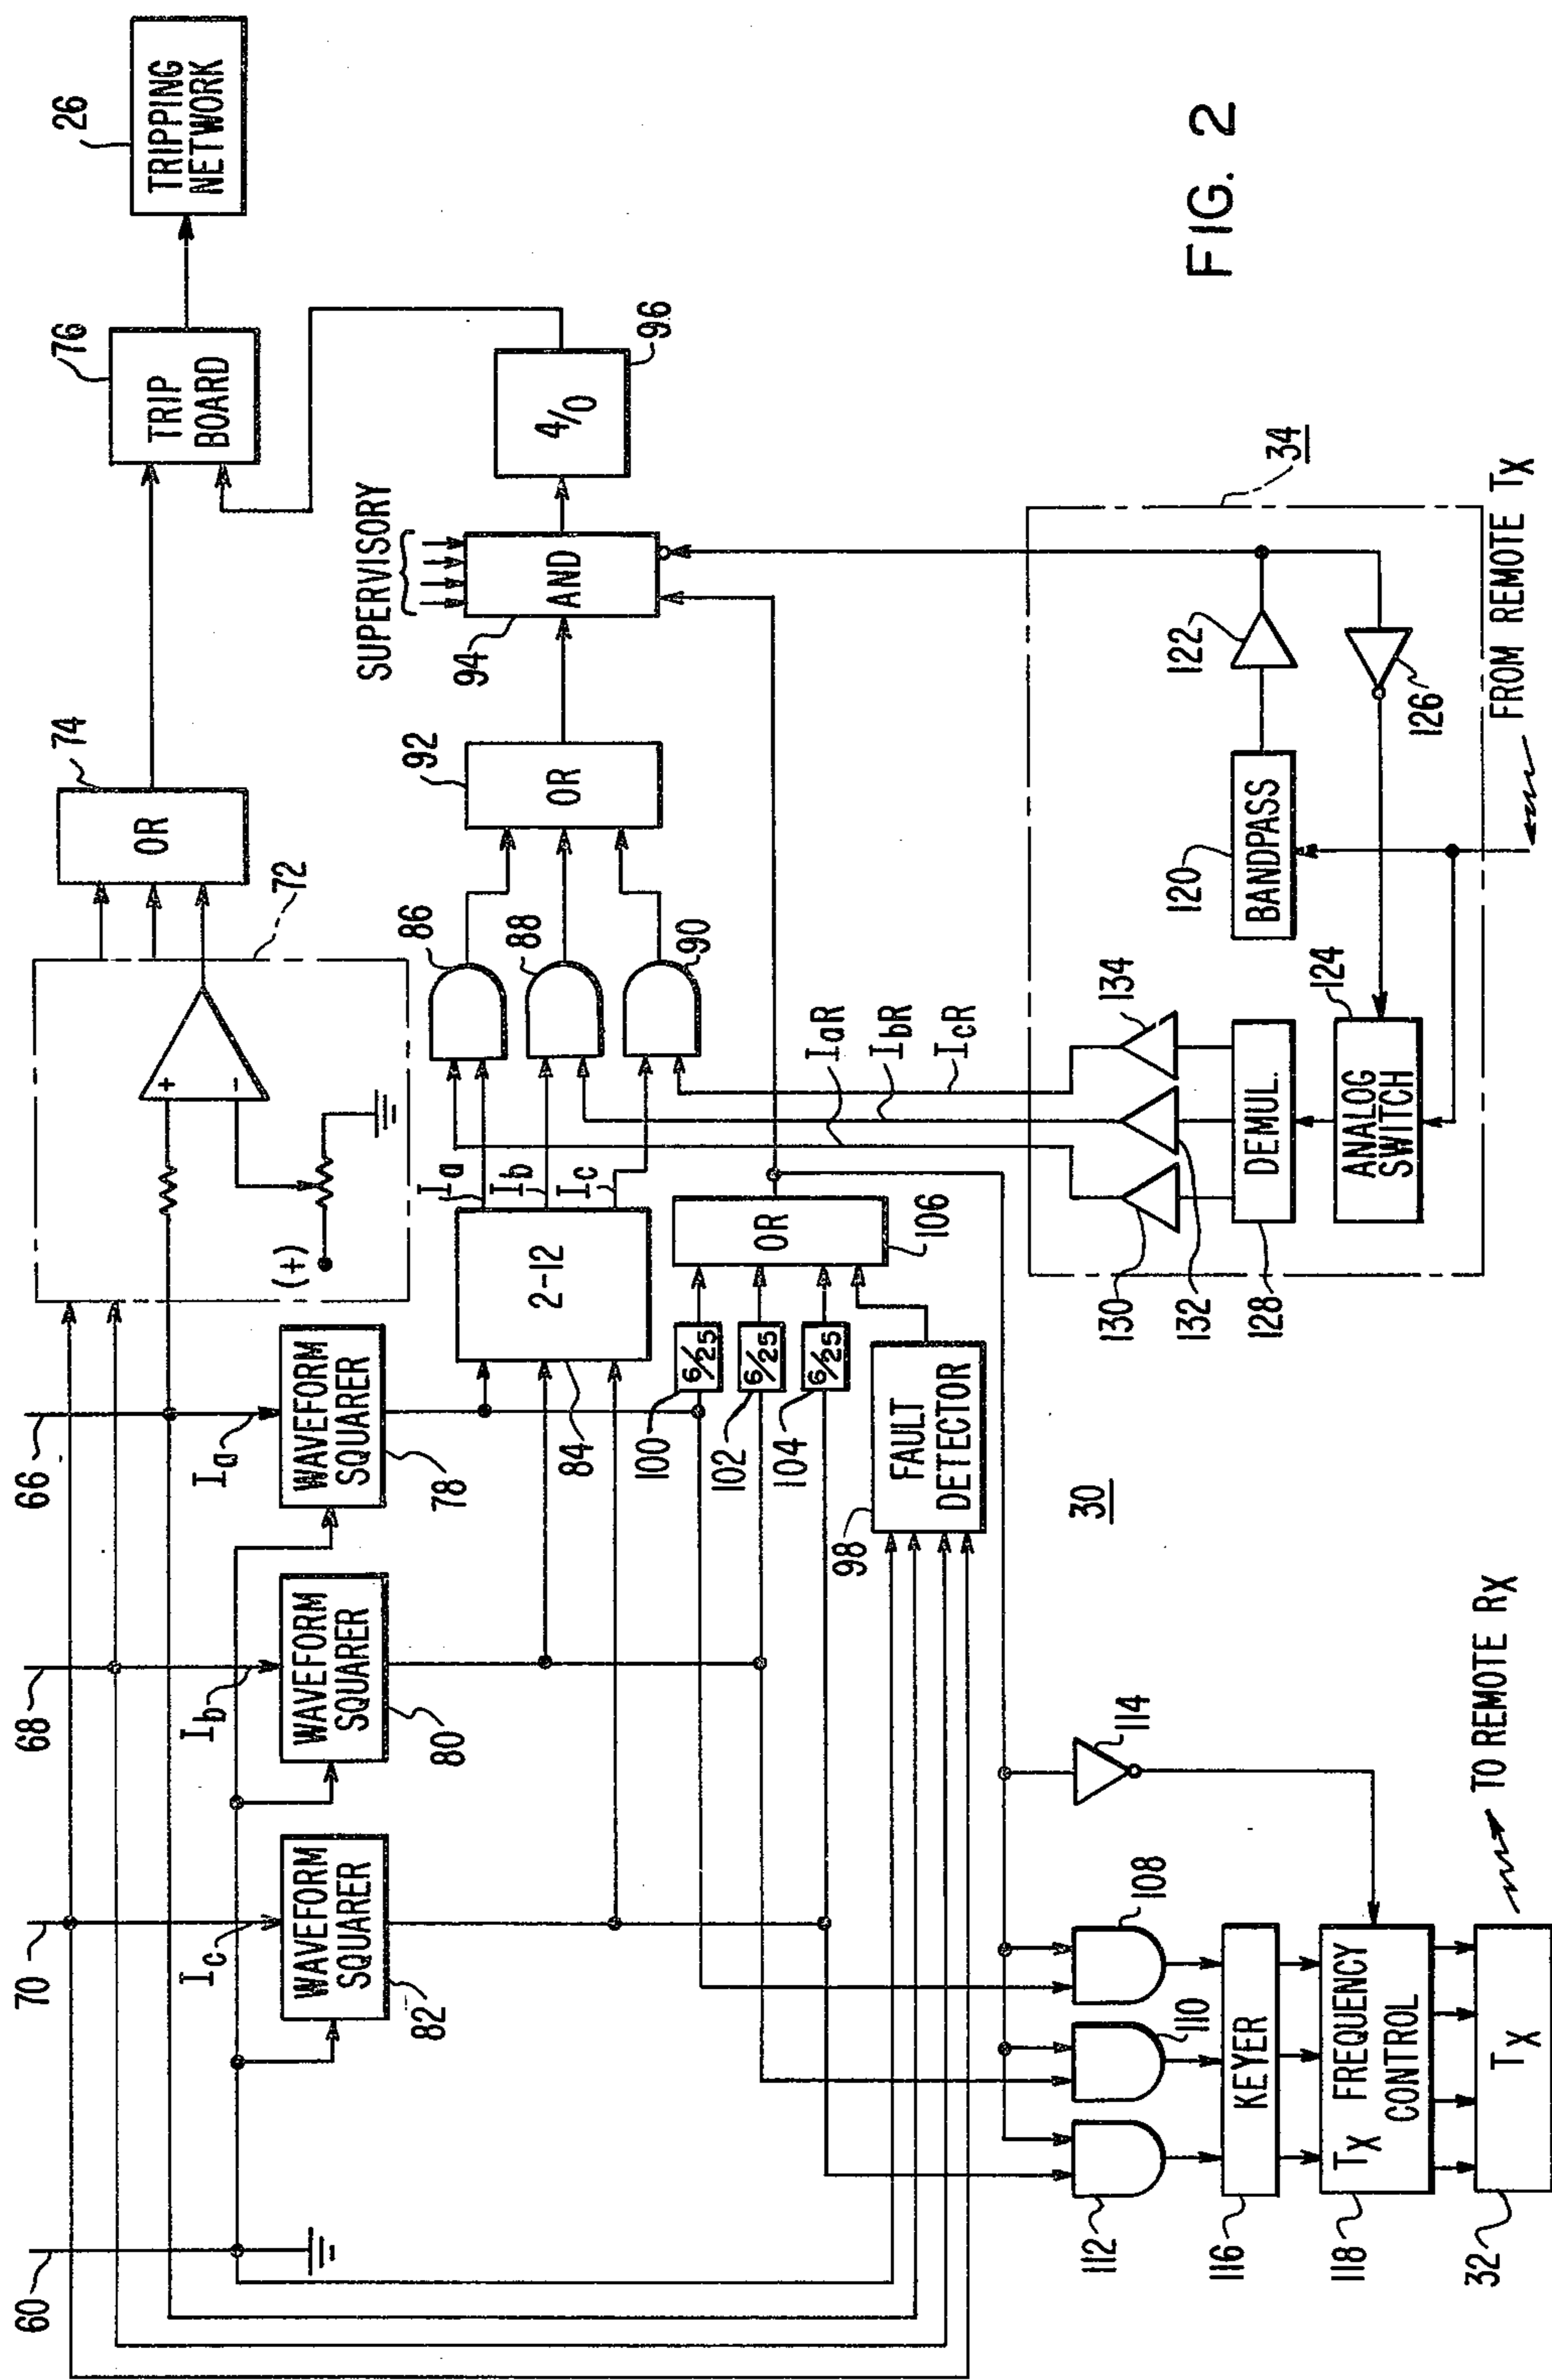 26
TRIPPING
NETWORK
76
TRIP
BOARD
74
OR
72
+
-
(+)
66
68
70
60
Ia
Ib
Ic
WAVEFORM
SQUARER
78
WAVEFORM
SQUARER
80
WAVEFORM
SQUARER
82
2-12
84
Ia
Ib
Ic
86
88
90
92
OR
SUPERVISORY
94
AND
4/0
96
100
6/25
102
6/25
104
6/25
OR
106
98
FAULT
DETECTOR
IaR
IbR
IcR
FIG. 2
30
34
120
BANDPASS
122
126
124
ANALOG
SWITCH
DEMUL.
128
130
132
134
FROM REMOTE TX
108
110
112
114
116
KEYER
118
TX FREQUENCY
CONTROL
32
TX
TO REMOTE RX